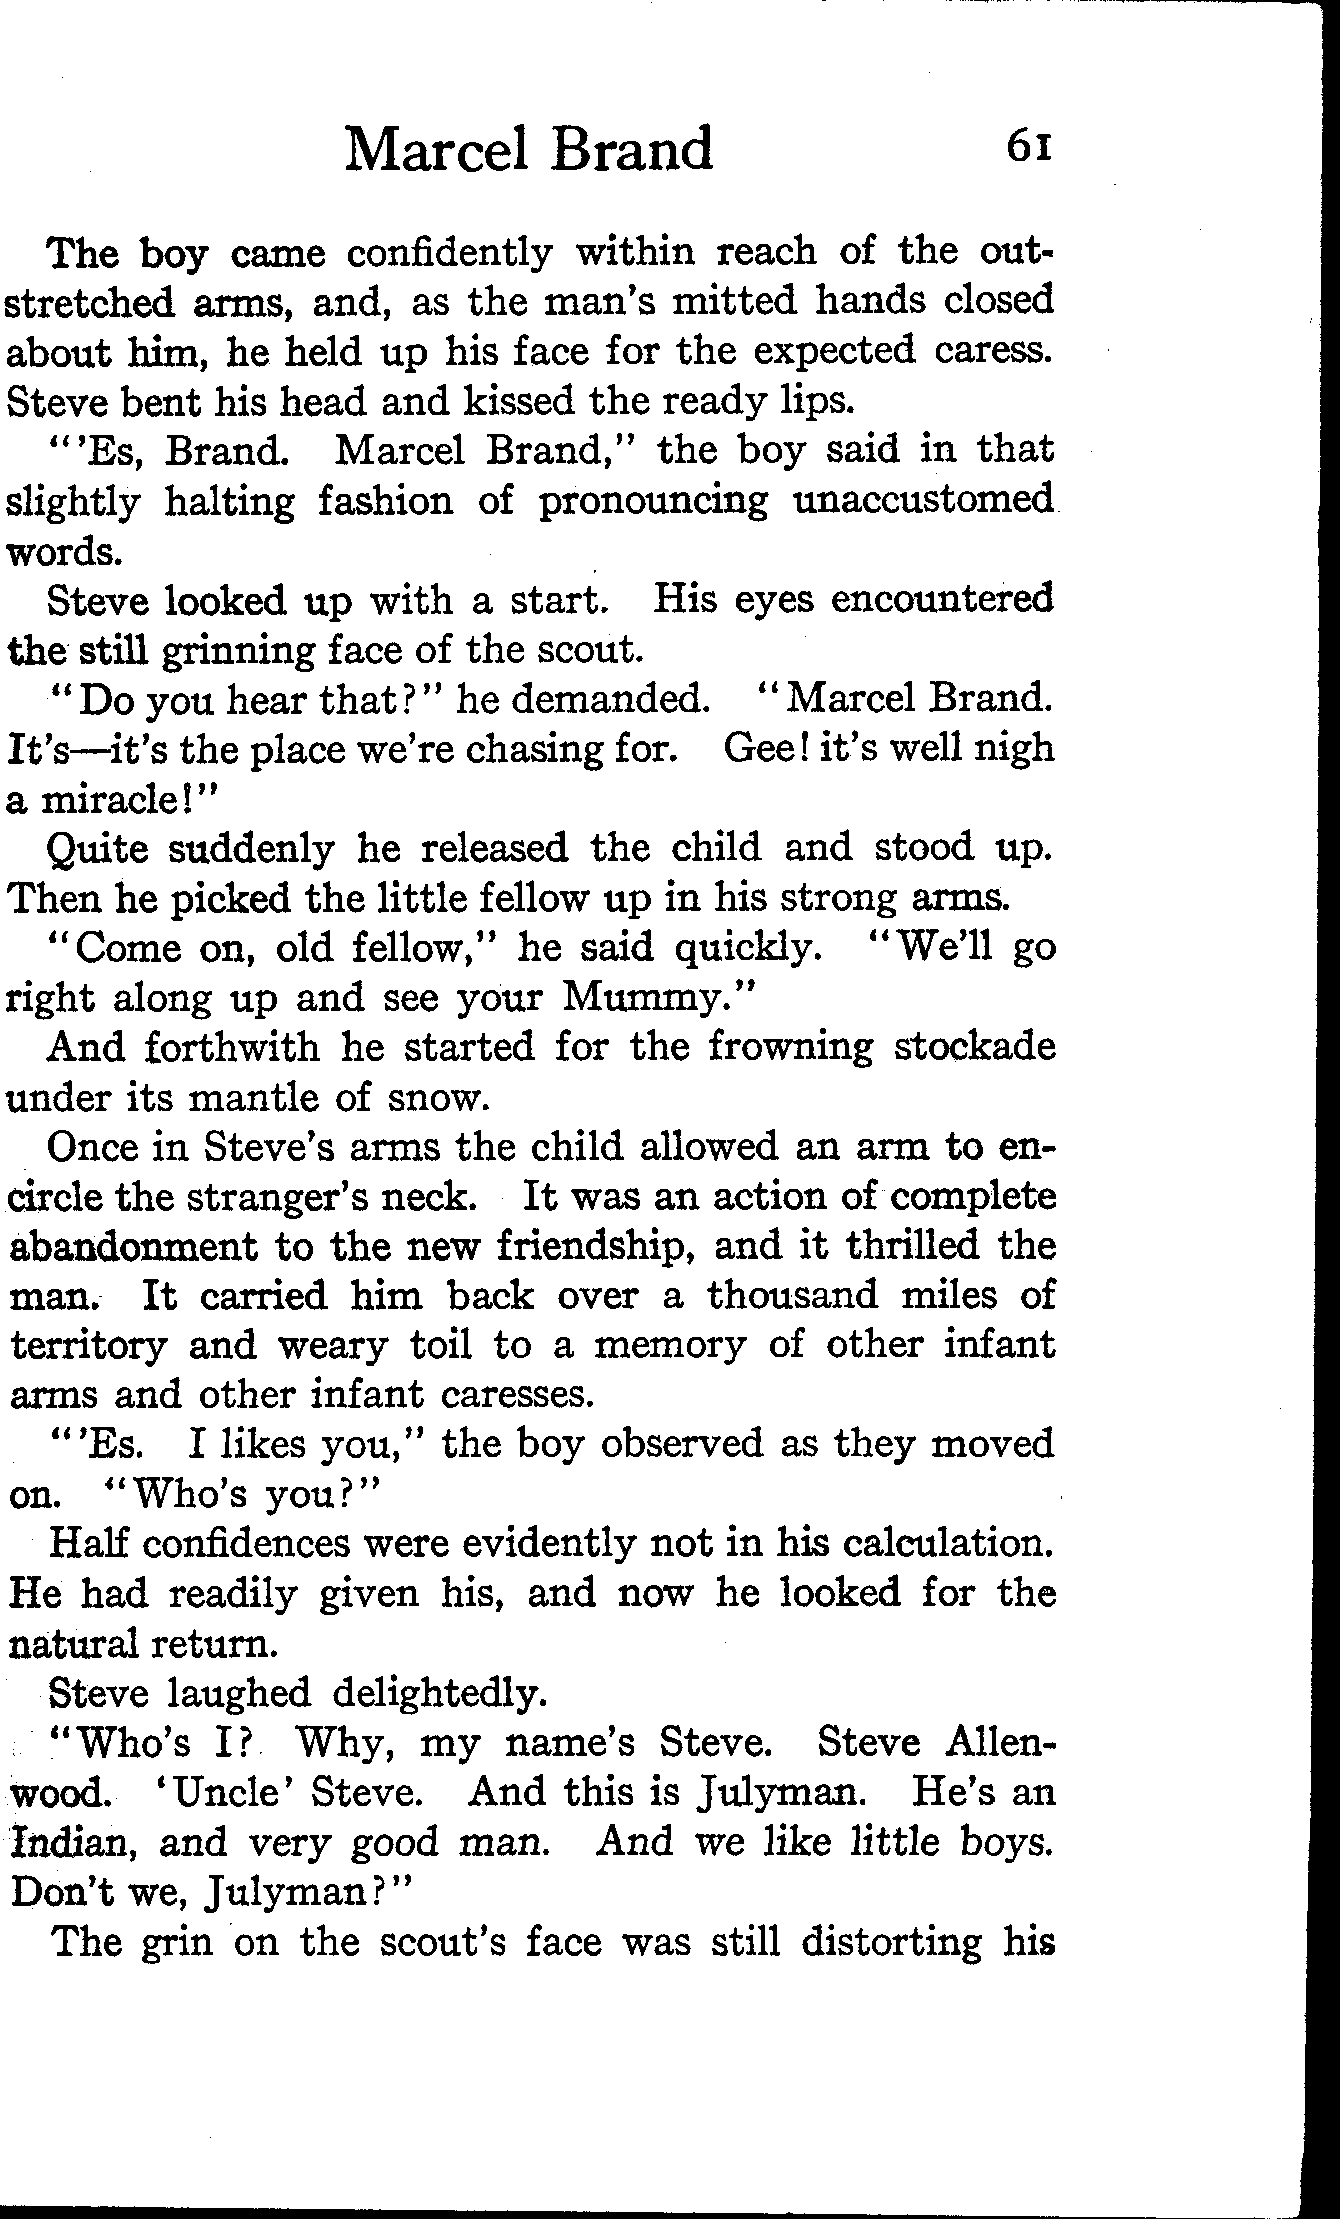 Marcel Brand 61
The boy came confidently within reach of the out-
stretched arms, and, as the man's mitted hands closed
about him, he held up his face for the expected caress.
Steve bent his head and kissed the ready lips.
"'Es, Brand. Marcel Brand," the boy said in that
slightly halting fashion of pronouncing unaccustomed
words.
Steve looked up with a start. His eyes encountered
the still grinning face of the scout.
"Do you hear that?" he demanded. "Marcel Brand.
It's—it's the place we're chasing for. Gee! it's well nigh
a miracle!"
Quite suddenly he released the child and stood up.
Then he picked the little fellow up in his strong arms.
"Come on, old fellow," he said quickly. "We'll go
right along up and see your Mummy."
And forthwith he started for the frowning stockade
under its mantle of snow.
Once in Steve's arms the child allowed an arm to en-
circle the stranger's neck. It was an action of complete
abandonment to the new friendship, and it thrilled the
man. It carried him back over a thousand miles of
territory and weary toil to a memory of other infant
arms and other infant caresses.
"'Es. I likes you," the boy observed as they moved
on. "Who's you?"
Half confidences were evidently not in his calculation.
He had readily given his, and now he looked for the
natural return.
Steve laughed delightedly.
"Who's I? Why, my name's Steve. Steve Allen-
wood. 'Uncle' Steve. And this is Julyman. He's an
Indian, and very good man. And we like little boys.
Don't we, Julyman?"
The grin on the scout's face was still distorting his